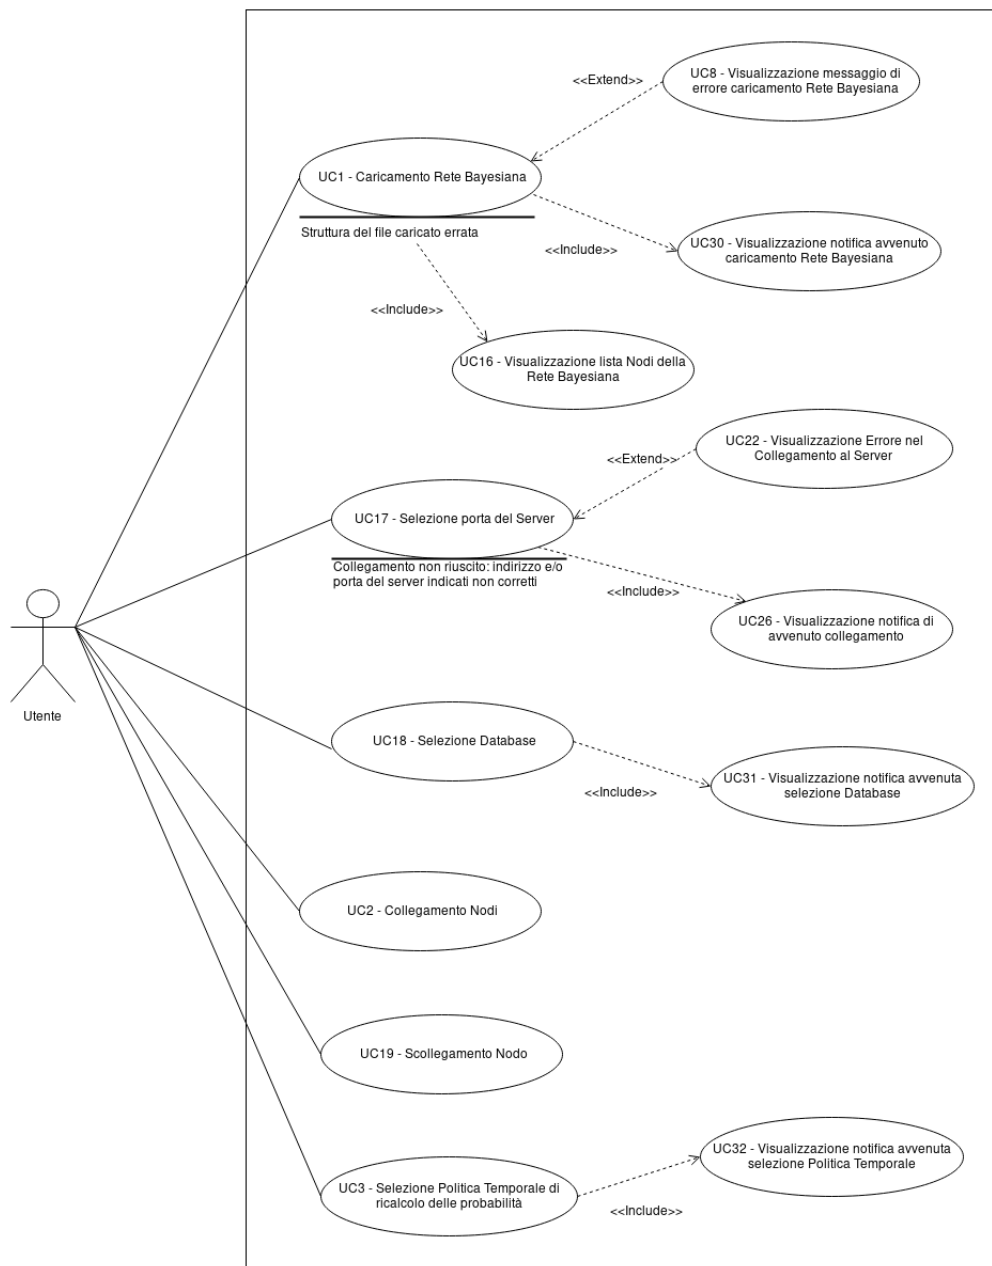 <<Extend>>
UC8 - Visualizzazione messaggio di
errore caricamento Rete Bayesiana
UC1 - Caricamento Rete Bayesiana
Struttura del file caricato errata
<<Include>>
UC30 - Visualizzazione notifica avvenuto
caricamento Rete Bayesiana
<<Include>>
UC16 - Visualizzazione lista Nodi della
Rete Bayesiana
<<Extend>>
UC22 - Visualizzazione Errore nel
Collegamento al Server
UC17 - Selezione porta del Server
Collegamento non riuscito: indirizzo e/o
porta del server indicati non corretti
<<Include>>
UC26 - Visualizzazione notifica di
avvenuto collegamento
Utente
UC18 - Selezione Database
<<Include>>
UC31 - Visualizzazione notifica avvenuta
selezione Database
UC2 - Collegamento Nodi
UC19 - Scollegamento Nodo
UC3 - Selezione Politica Temporale di
ricalcolo delle probabilità
<<Include>>
UC32 - Visualizzazione notifica avvenuta
selezione Politica Temporale